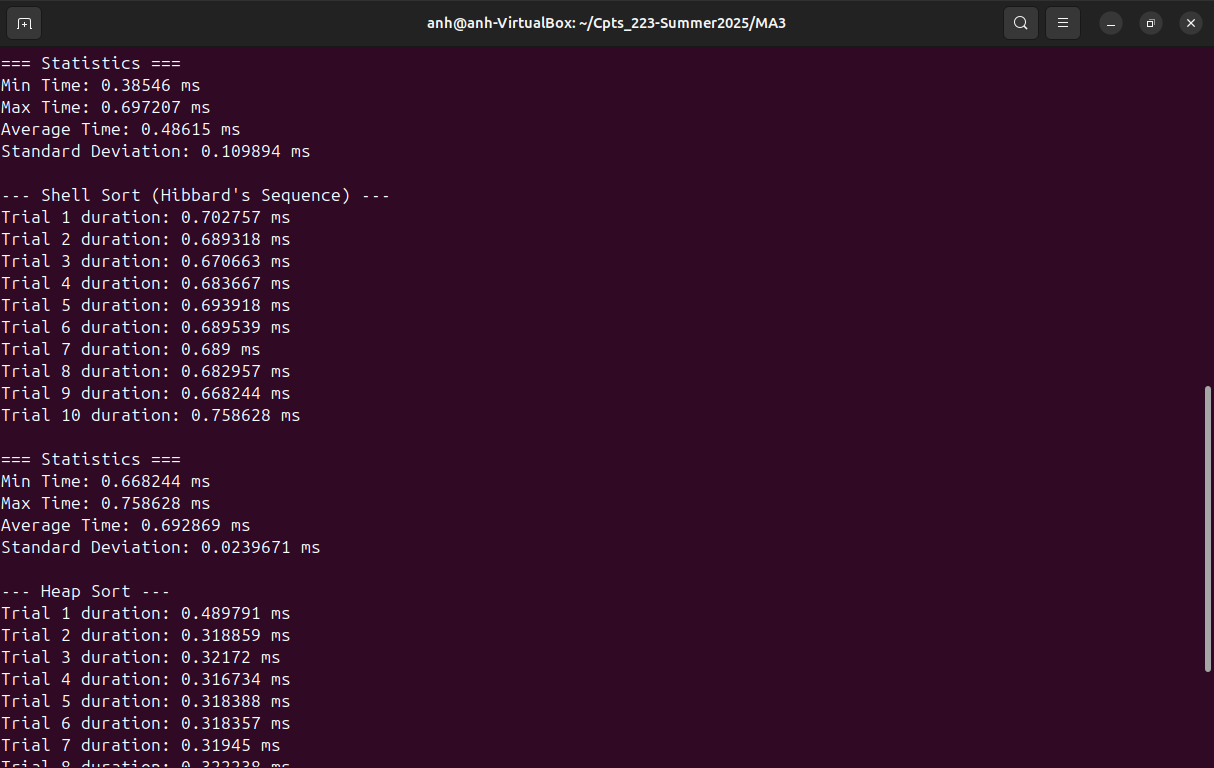 anh@anh-VirtualBox: ~/Cpts_223-Summer2025/MA3
=== Statistics ===
Min Time: 0.38546 ms
Max Time: 0.697207 ms
Average Time: 0.48615 ms
Standard Deviation: 0.109894 ms
--- Shell Sort (Hibbard's Sequence) ---
Trial 1 duration: 0.702757 ms
Trial 2 duration: 0.689318 ms
Trial 3 duration: 0.670663 ms
Trial 4 duration: 0.683667 ms
Trial 5 duration: 0.693918 ms
Trial 6 duration: 0.689539 ms
Trial 7 duration: 0.689 ms
Trial 8 duration: 0.682957 ms
Trial 9 duration: 0.668244 ms
Trial 10 duration: 0.758628 ms
=== Statistics ===
Min Time: 0.668244 ms
Max Time: 0.758628 ms
Average Time: 0.692869 ms
Standard Deviation: 0.0239671 ms
--- Heap Sort ---
Trial 1 duration: 0.489791 ms
Trial 2 duration: 0.318859 ms
Trial 3 duration: 0.32172 ms
Trial 4 duration: 0.316734 ms
Trial 5 duration: 0.318388 ms
Trial 6 duration: 0.318357 ms
Trial 7 duration: 0.31945 ms
Trial 8 duration: 0.322238 ms